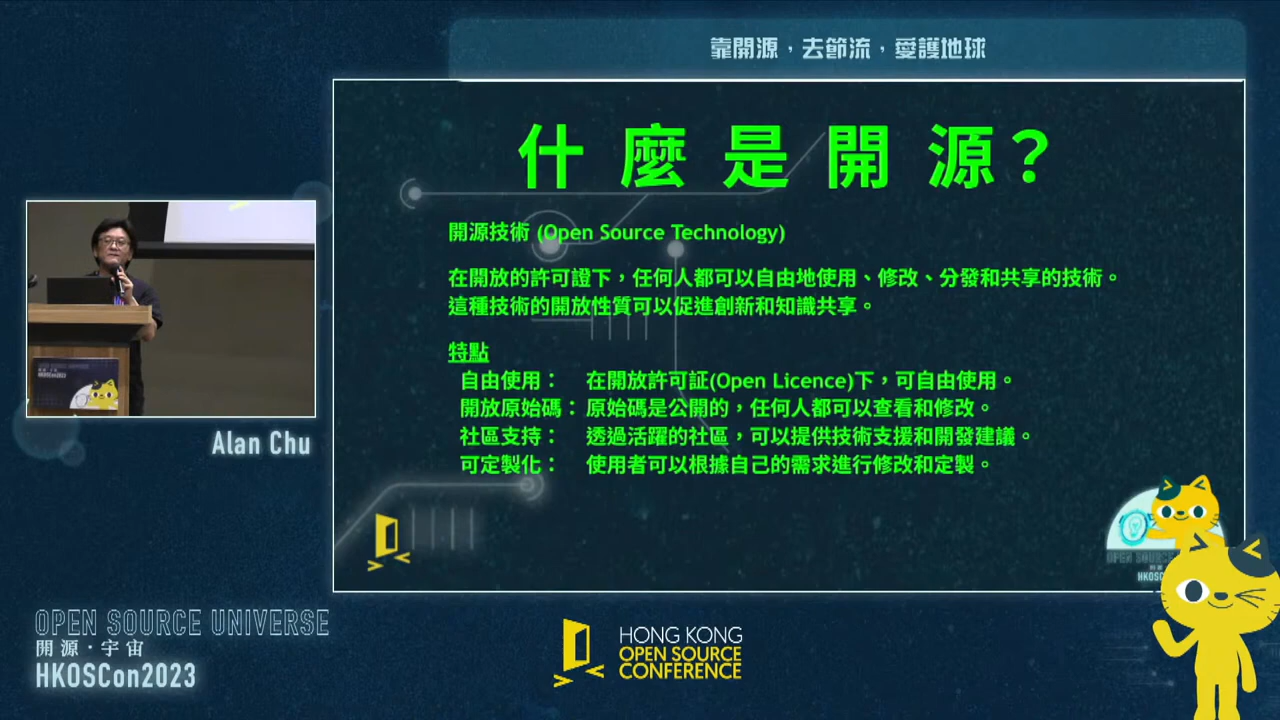 靠開源，去節流，愛護地球
什麼是開源？
開源技術 (Open Source Technology)
在開放的許可證下，任何人都可以自由地使用、修改、分發和共享的技術。
這種技術的開放性質可以促進創新和知識共享。
特點
自由使用： 在開放許可証(Open Licence)下，可自由使用。
開放原始碼： 原始碼是公開的，任何人都可以查看和修改。
社區支持： 透過活躍的社區，可以提供技術支援和開發建議。
可定製化： 使用者可以根據自己的需求進行修改和定製。
Alan Chu
OPEN SOURCE UNIVERSE
開源·宇宙
HKOSCon2023
HONG KONG
OPEN SOURCE
CONFERENCE